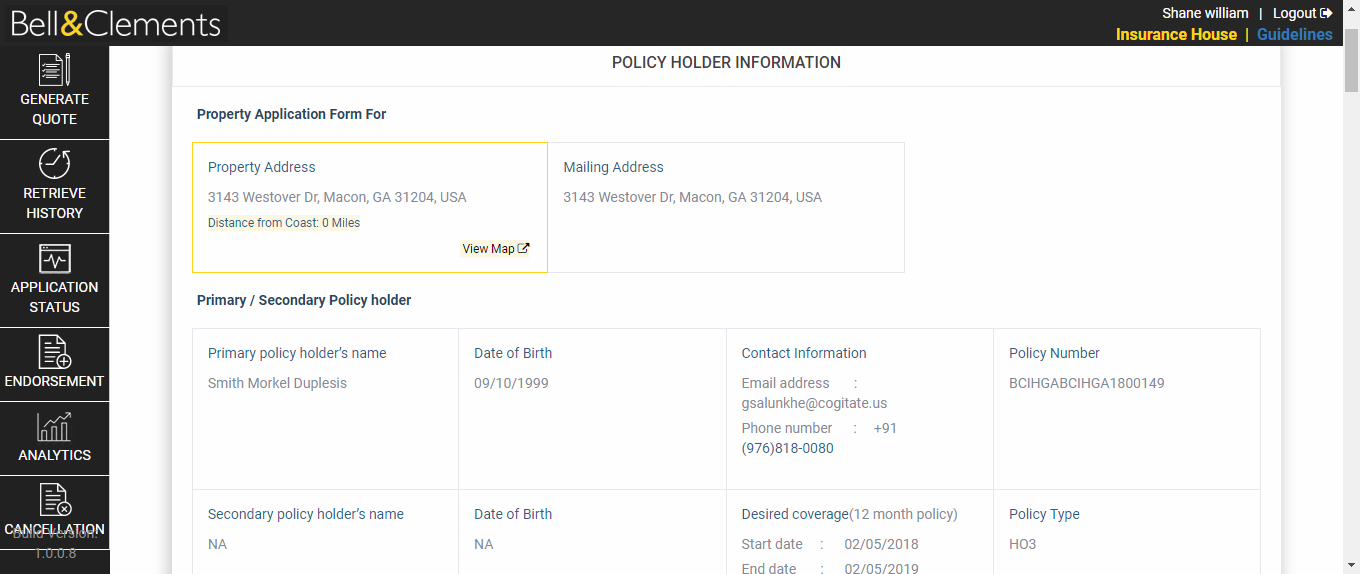 Bell&Clements
Shane william | Logout
Insurance House | Guidelines
GENERATE
QUOTE
RETRIEVE
HISTORY
APPLICATION
STATUS
ENDORSEMENT
ANALYTICS
CANCELLATION
Build Version:
1.0.0.8
POLICY HOLDER INFORMATION
Property Application Form For
Property Address
3143 Westover Dr, Macon, GA 31204, USA
Distance from Coast: 0 Miles
View Map
Mailing Address
3143 Westover Dr, Macon, GA 31204, USA
Primary / Secondary Policy holder
Primary policy holder's name
Smith Morkel Duplesis
Date of Birth
09/10/1999
Contact Information
Email address :
gsalunkhe@cogitate.us
Phone number : +91
(976)818-0080
Policy Number
BCIHGABCIHGA1800149
Secondary policy holder's name
NA
Date of Birth
NA
Desired coverage(12 month policy)
Start date : 02/05/2018
End date : 02/05/2019
Policy Type
HO3